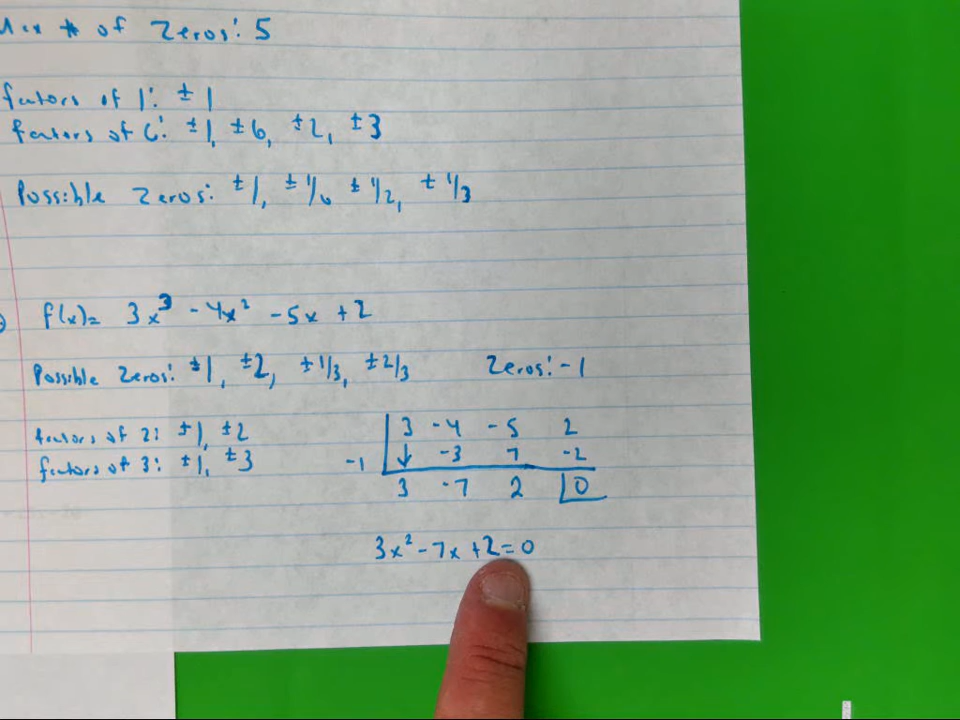 # of Zeros: 5
factors of 1: ±1
factors of 6: ±1, ±6, ±2, ±3
Possible Zeros: ±1, ±1/6 ±1/2, ±1/3
f(x)= 3x³ -4x² -5x +2
Possible Zeros: ±1, ±2, ±1/3, ±2/3 Zeros: -1
factors of 2: ±1, ±2
factors of 3: ±1, ±3
3 -4 -5 2
-1 ↓ -3 7 -2
3 -7 2 0
3x² -7x +2=0